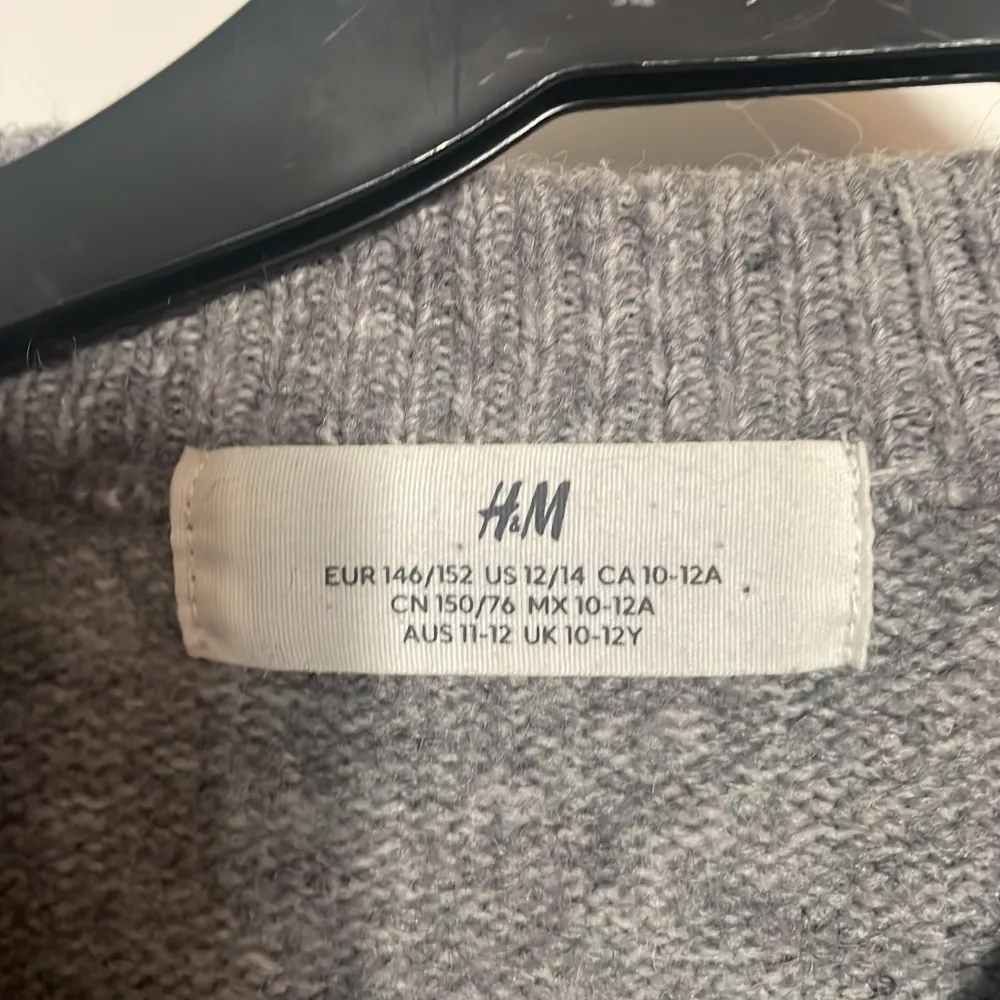 H&M
EUR 146/152 US 12/14 CA 10-12A
CN 150/76 MX 10-12A
AUS 11-12 UK 10-12Y